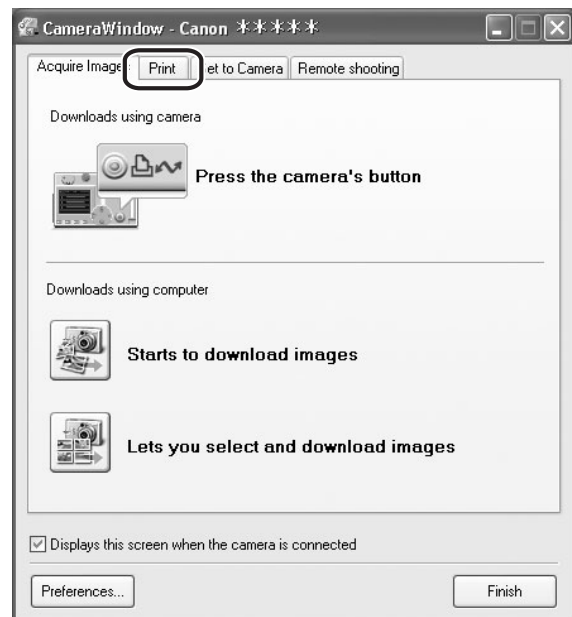 CameraWindow - Canon *****
Acquire Image Print et to Camera Remote shooting
Downloads using camera
Press the camera's button
Downloads using computer
Starts to download images
Lets you select and download images
Displays this screen when the camera is connected
Preferences... Finish